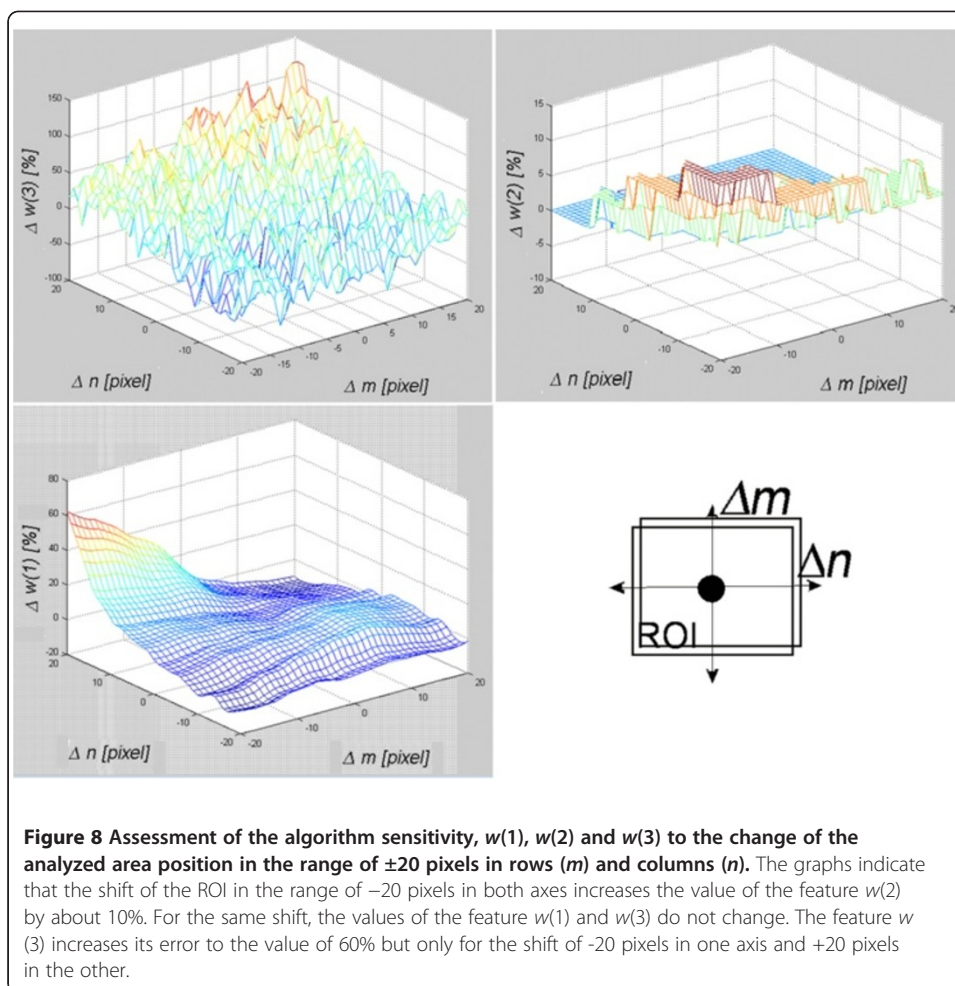 150
100
50
0
-50
-100
20
10
0
-10
-20
-20
-15
-10
-5
0
5
10
15
20
Δ w(3) [%]
Δ n [pixel]
Δ m [pixel]
15
10
5
0
-5
-10
20
10
0
-10
-20
-20
-10
0
10
20
Δ w(2) [%]
Δ n [pixel]
Δ m [pixel]
80
60
40
20
0
-20
20
10
0
-10
-20
-20
-10
0
10
20
Δ w(1) [%]
Δ n [pixel]
Δ m [pixel]
Δm
Δn
ROI
Figure 8 Assessment of the algorithm sensitivity, w(1), w(2) and w(3) to the change of the
analyzed area position in the range of ±20 pixels in rows (m) and columns (n). The graphs indicate
that the shift of the ROI in the range of −20 pixels in both axes increases the value of the feature w(2)
by about 10%. For the same shift, the values of the feature w(1) and w(3) do not change. The feature w
(3) increases its error to the value of 60% but only for the shift of -20 pixels in one axis and +20 pixels
in the other.